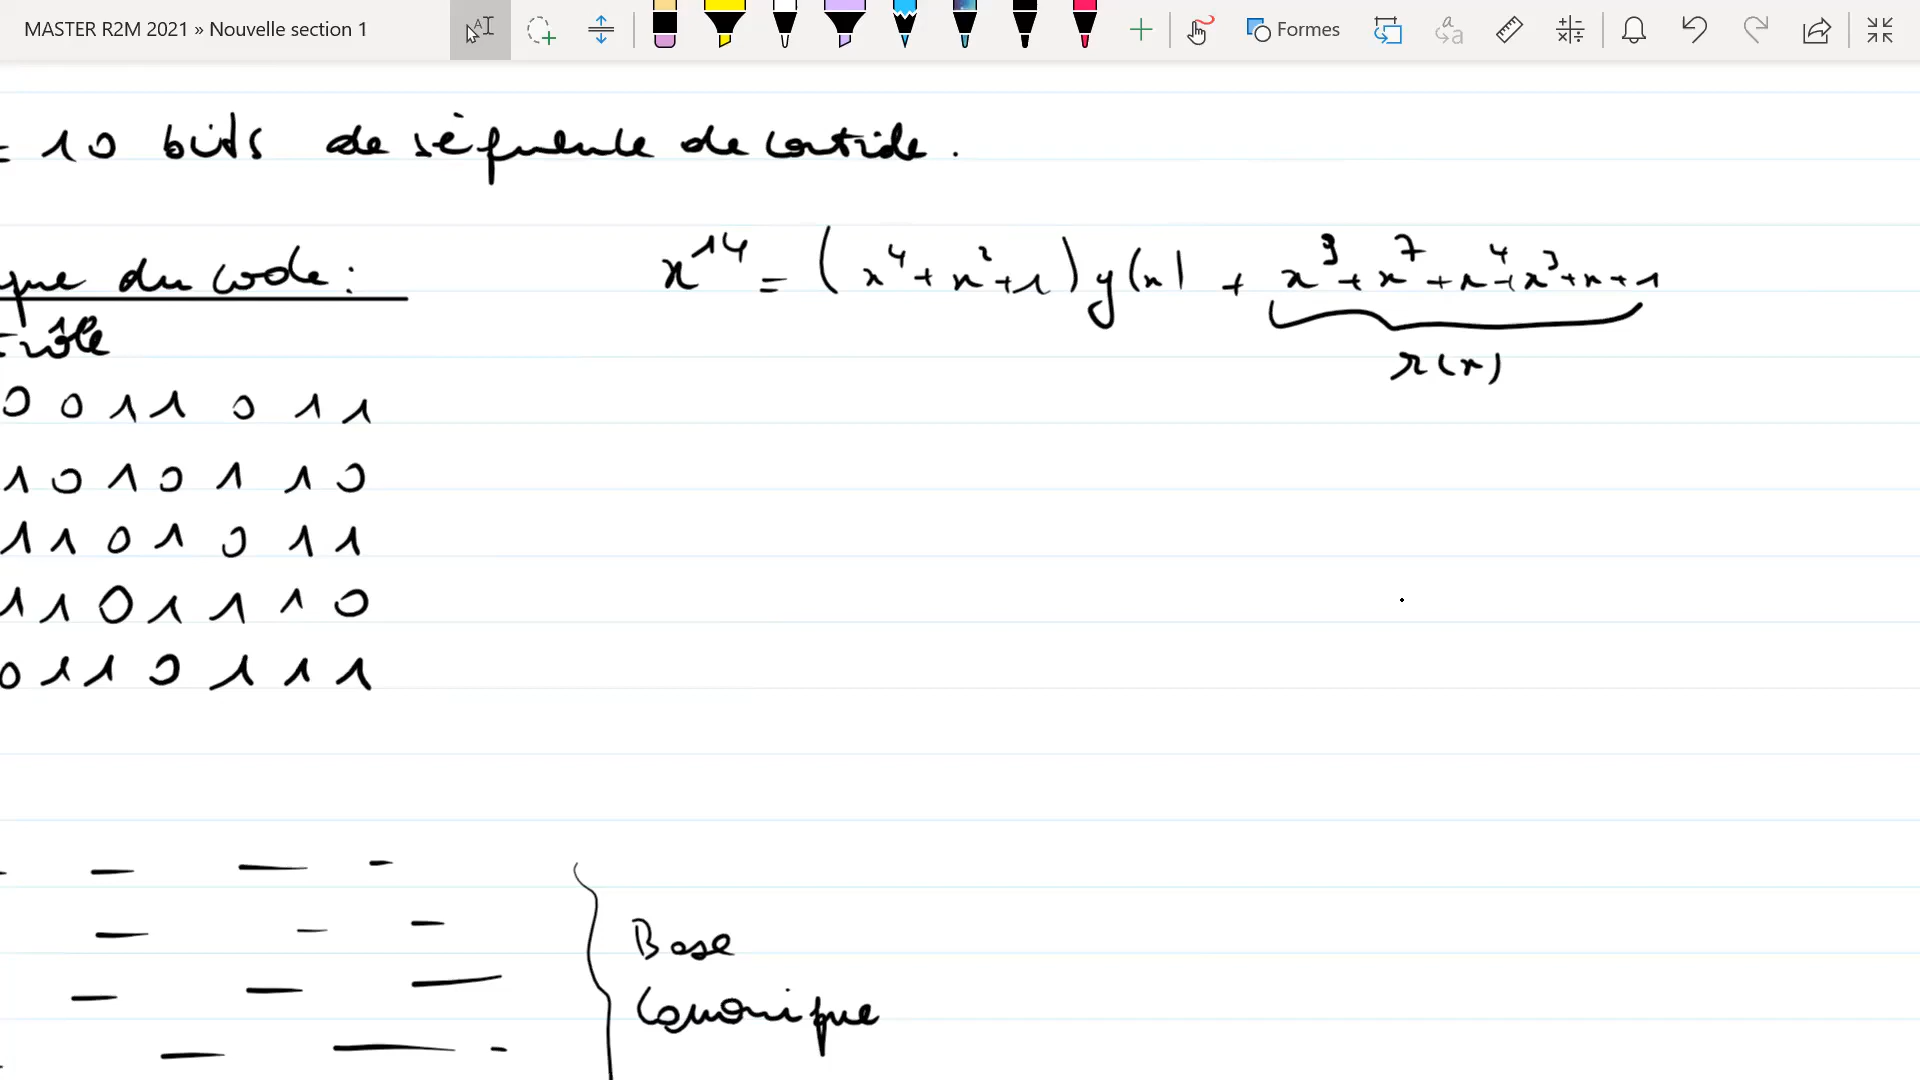 MASTER R2M 2021 » Nouvelle section 1
Formes
= 10 bits de séquence de contrôle.
x^14 = (x^4 + x^2 + 1) y(x) + x^9 + x^7 + x^4 + x^3 + x + 1
que du code :
trôle
r(x)
0 0 1 1 0 1 1
1 0 1 0 1 1 0
1 1 0 1 0 1 1
1 1 0 1 1 1 0
0 1 1 0 1 1 1
Base
Canonique